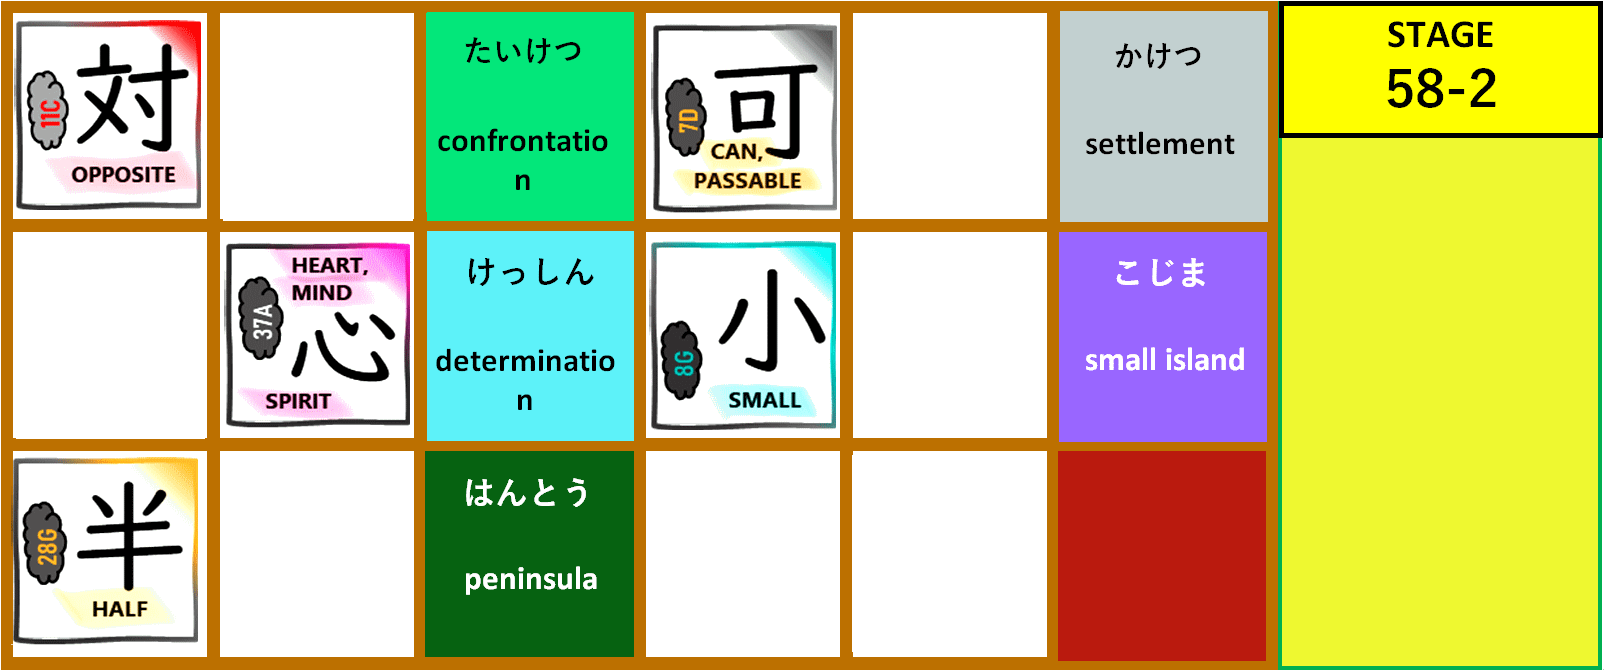 対
11C
OPPOSITE
たいけつ
confrontatio
n
可
7D
CAN,
PASSABLE
かけつ
settlement
STAGE
58-2
HEART,
MIND
37A
心
SPIRIT
けっしん
determinatio
n
小
8G
SMALL
こじま
small island
半
28G
HALF
はんとう
peninsula